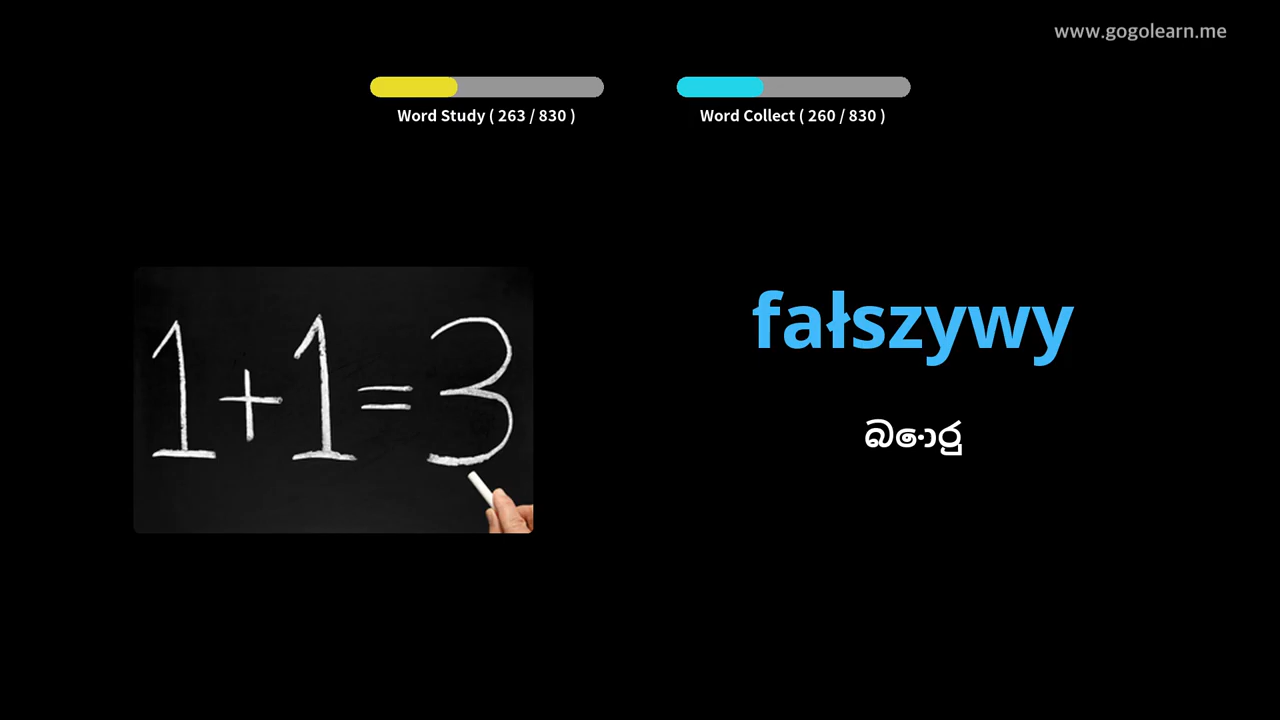 www.gogolearn.me
Word Study ( 263 / 830 )
Word Collect ( 260 / 830 )
1+1=3
fałszywy
බොරු